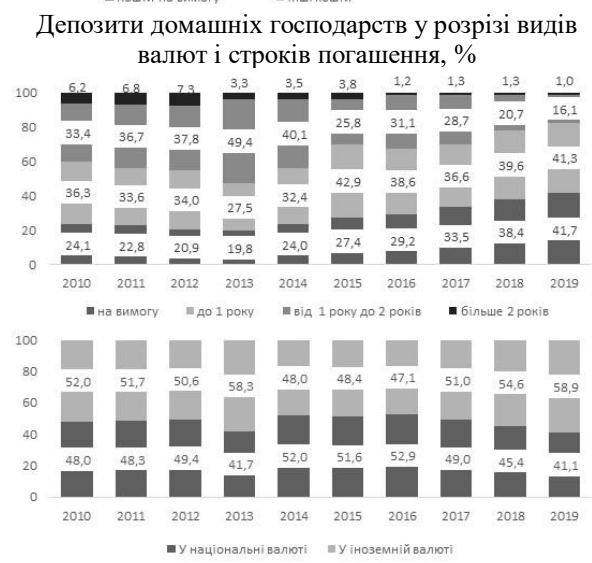 Депозити домашніх господарств у розрізі видів
валют і строків погашення, %
6,2 6,8 7,3 3,3 3,5 3,8 1,2 1,3 1,3 1,0
100
33,4 36,7 37,8 49,4 40,1 25,8 31,1 28,7 20,7 16,1
80
60
36,3 33,6 34,0 27,5 32,4 42,9 38,6 36,6 39,6 41,3
40
20
24,1 22,8 20,9 19,8 24,0 27,4 29,2 33,5 38,4 41,7
0
2010 2011 2012 2013 2014 2015 2016 2017 2018 2019
на вимогу до 1 року від 1 року до 2 років більше 2 років
100
80
52,0 51,7 50,6 58,3 48,0 48,4 47,1 51,0 54,6 58,9
60
40
20
48,0 48,3 49,4 41,7 52,0 51,6 52,9 49,0 45,4 41,1
0
2010 2011 2012 2013 2014 2015 2016 2017 2018 2019
У національні валюті У іноземній валюті